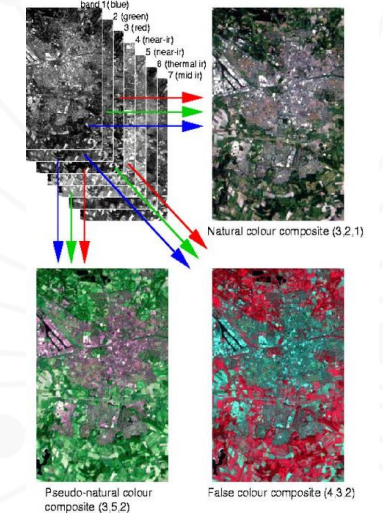 band 1(blue)
2 (green)
3 (red)
4 (near-ir)
5 (near-ir)
6 (thermal ir)
7 (mid ir)
Natural colour composite (3,2,1)
Pseudo-natural colour
composite (3,5,2)
False colour composite (4,3,2)